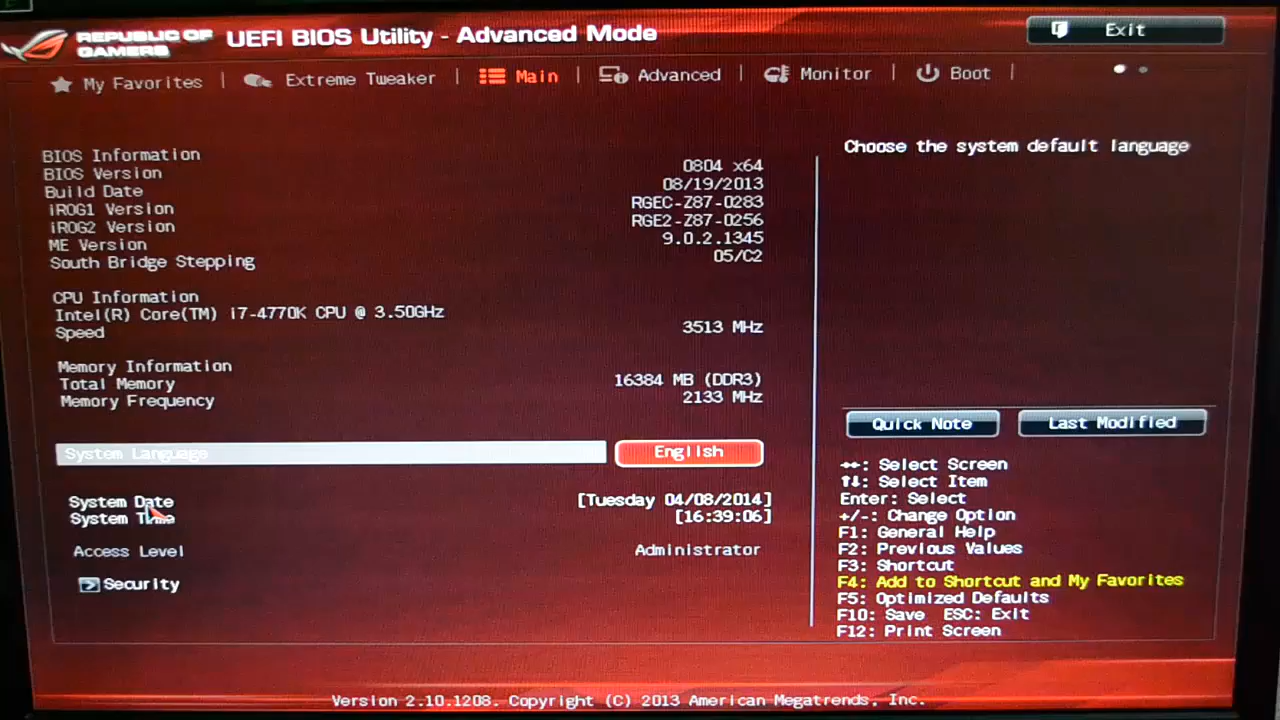 REPUBLIC OF GAMERS UEFI BIOS Utility - Advanced Mode Exit
My Favorites Extreme Tweaker Main Advanced Monitor Boot
BIOS Information
BIOS Version 0804 x64
Build Date 08/19/2013
iROG1 Version RGEC-Z87-0283
iROG2 Version RGE2-Z87-0256
ME Version 9.0.2.1345
South Bridge Stepping 05/C2
CPU Information
Intel(R) Core(TM) i7-4770K CPU @ 3.50GHz
Speed 3513 MHz
Memory Information
Total Memory 16384 MB (DDR3)
Memory Frequency 2133 MHz
System Language English
System Date [Tuesday 04/08/2014]
System Time [16:39:06]
Access Level Administrator
Security
Choose the system default language
Quick Note Last Modified
→←: Select Screen
↑↓: Select Item
Enter: Select
+/-: Change Option
F1: General Help
F2: Previous Values
F3: Shortcut
F4: Add to Shortcut and My Favorites
F5: Optimized Defaults
F10: Save ESC: Exit
F12: Print Screen
Version 2.10.1208. Copyright (C) 2013 American Megatrends, Inc.